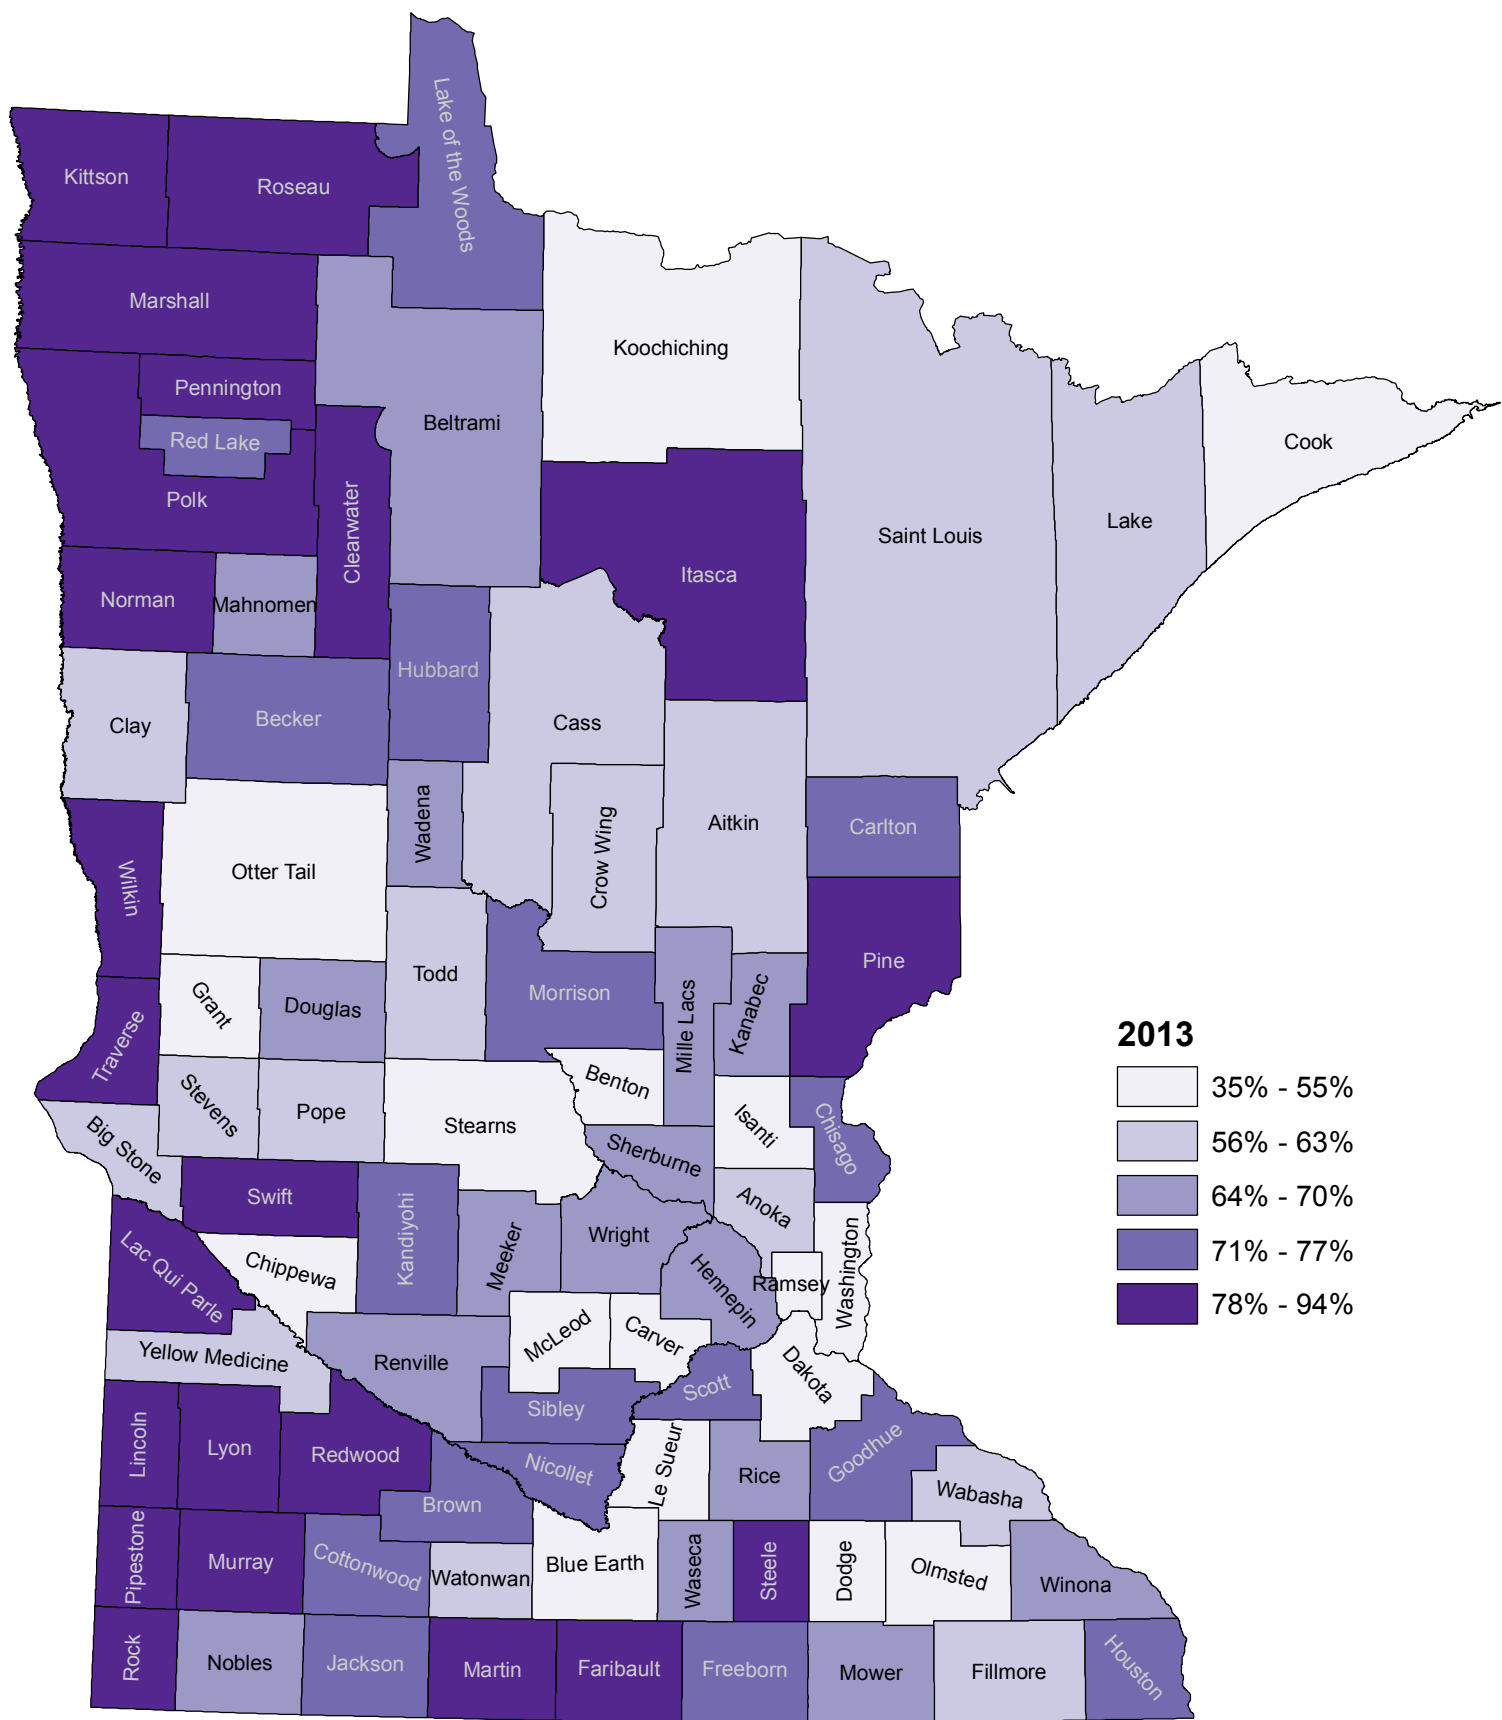 Kittson
Roseau
Lake of the Woods
Marshall
Koochiching
Pennington
Beltrami
Red Lake
Cook
Polk
Clearwater
Saint Louis
Lake
Itasca
Norman
Mahnomen
Hubbard
Clay
Becker
Cass
Wadena
Crow Wing
Aitkin
Carlton
Otter Tail
Wilkin
Pine
Todd
Morrison
Grant
Douglas
Mille Lacs
Kanabec
Traverse
2013
35% - 55%
56% - 63%
64% - 70%
71% - 77%
78% - 94%
Stevens
Pope
Stearns
Benton
Isanti
Chisago
Big Stone
Sherburne
Swift
Kandiyohi
Anoka
Meeker
Wright
Washington
Lac Qui Parle
Chippewa
Hennepin
Ramsey
McLeod
Carver
Yellow Medicine
Renville
Dakota
Scott
Sibley
Lincoln
Lyon
Redwood
Nicollet
Le Sueur
Rice
Goodhue
Brown
Wabasha
Pipestone
Murray
Cottonwood
Watonwan
Blue Earth
Waseca
Steele
Dodge
Olmsted
Winona
Rock
Nobles
Jackson
Martin
Faribault
Freeborn
Mower
Fillmore
Houston